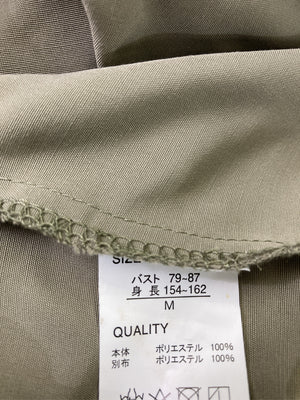 SIZE
バスト 79~87
身 長 154~162
M
QUALITY
本体 ポリエステル 100%
別布 ポリエステル 100%